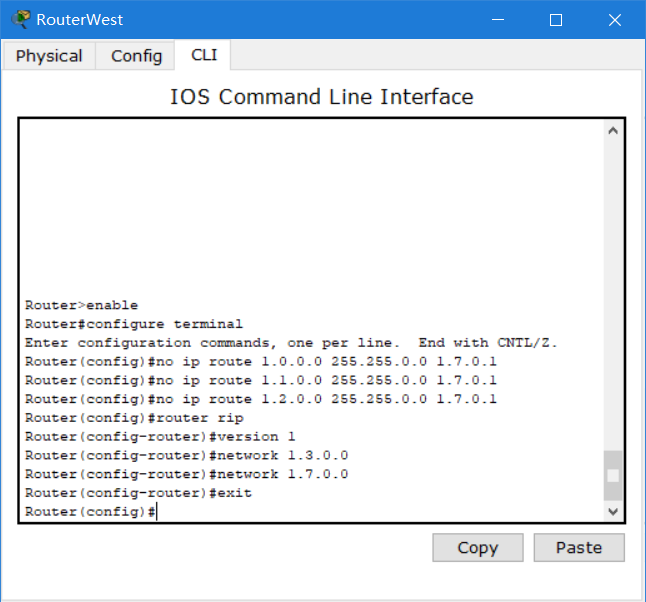 RouterWest
Physical Config CLI
IOS Command Line Interface
Router>enable
Router#configure terminal
Enter configuration commands, one per line.  End with CNTL/Z.
Router(config)#no ip route 1.0.0.0 255.255.0.0 1.7.0.1
Router(config)#no ip route 1.1.0.0 255.255.0.0 1.7.0.1
Router(config)#no ip route 1.2.0.0 255.255.0.0 1.7.0.1
Router(config)#router rip
Router(config-router)#version 1
Router(config-router)#network 1.3.0.0
Router(config-router)#network 1.7.0.0
Router(config-router)#exit
Router(config)#
Copy Paste